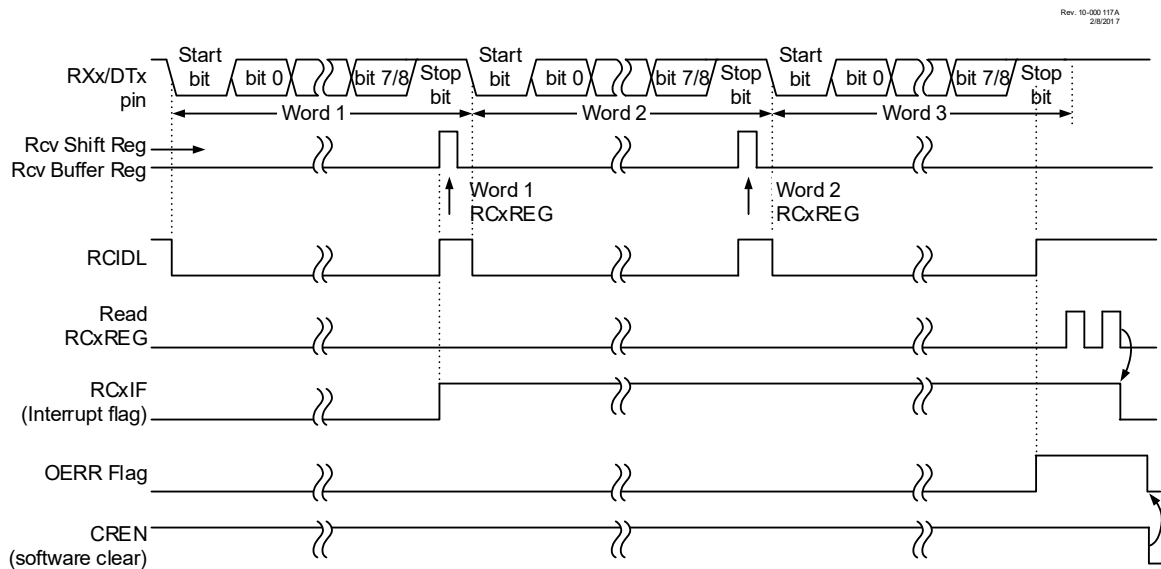 Rev. 10-000 117A
2/8/201 7
Start Start Start
RXx/DTx bit bit 0 bit 7/8 Stop bit bit 0 bit 7/8 Stop bit bit 0 bit 7/8 Stop
pin bit bit bit
Word 1 Word 2 Word 3
Rcv Shift Reg
Rcv Buffer Reg
Word 1 Word 2
RCxREG RCxREG
RCIDL
Read
RCxREG
RCxIF
(Interrupt flag)
OERR Flag
CREN
(software clear)